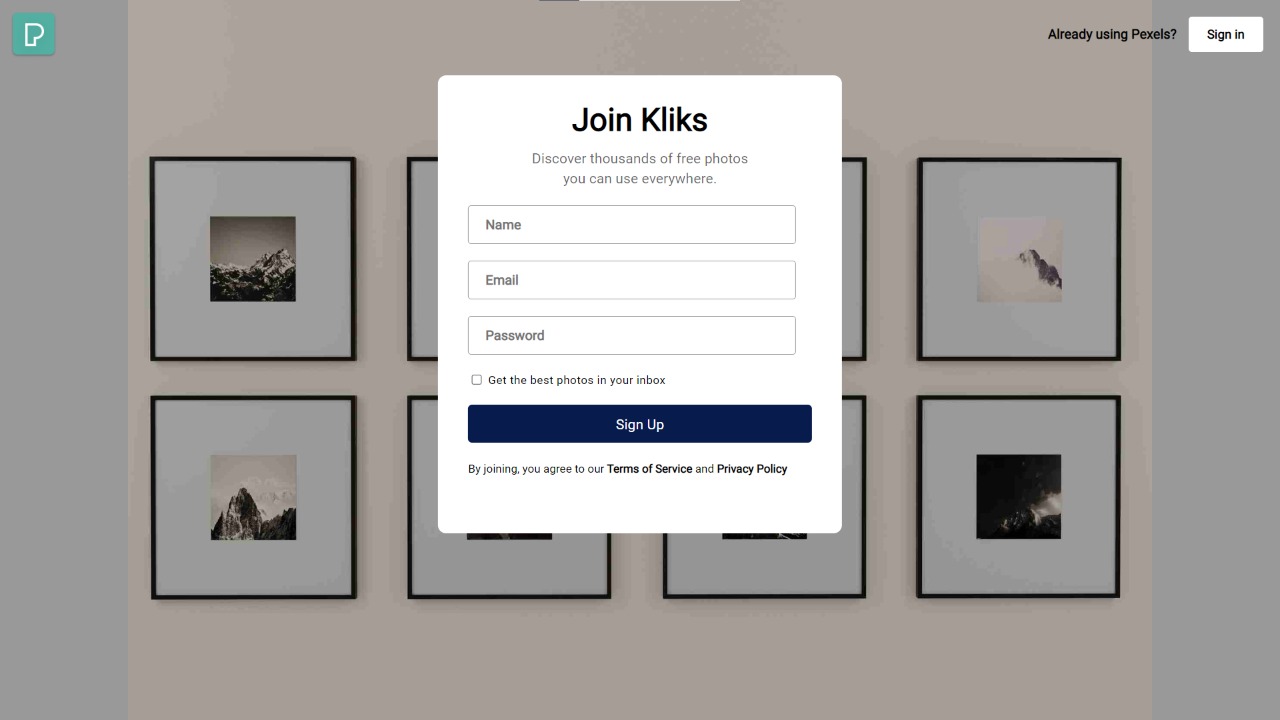 Already using Pexels?
Sign in
Join Kliks
Discover thousands of free photos
you can use everywhere.
Name
Email
Password
Get the best photos in your inbox
Sign Up
By joining, you agree to our Terms of Service and Privacy Policy